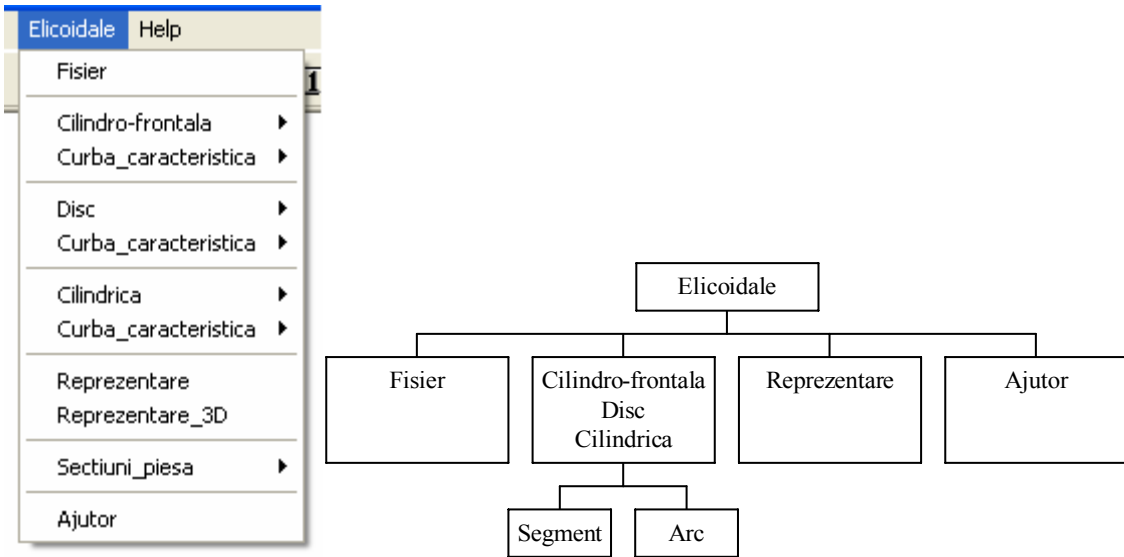 Elicoidale Help
Fisier
1
Cilindro-frontala
Curba_caracteristica
Disc
Curba_caracteristica
Cilindrica
Curba_caracteristica
Reprezentare
Reprezentare_3D
Sectiuni_piesa
Ajutor
Elicoidale
Fisier
Cilindro-frontala
Disc
Cilindrica
Reprezentare
Ajutor
Segment
Arc